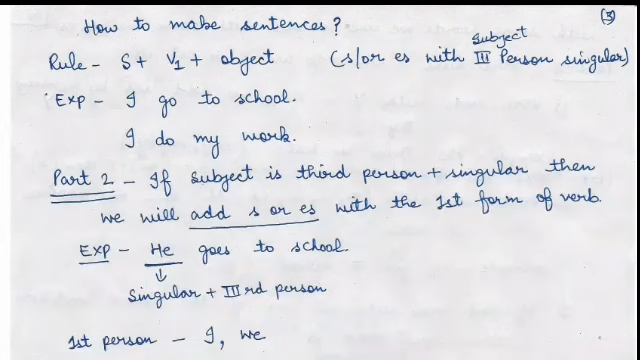 How to make sentences? (3)
Rule - S + V1 + object (s/or es with III Person singular)
subject
Exp - I go to school.
I do my work.
Part 2 - If subject is third person + singular then
we will add s or es with the 1st form of verb.
Exp - He goes to school.
↓
Singular + IIIrd person
1st person - I, we